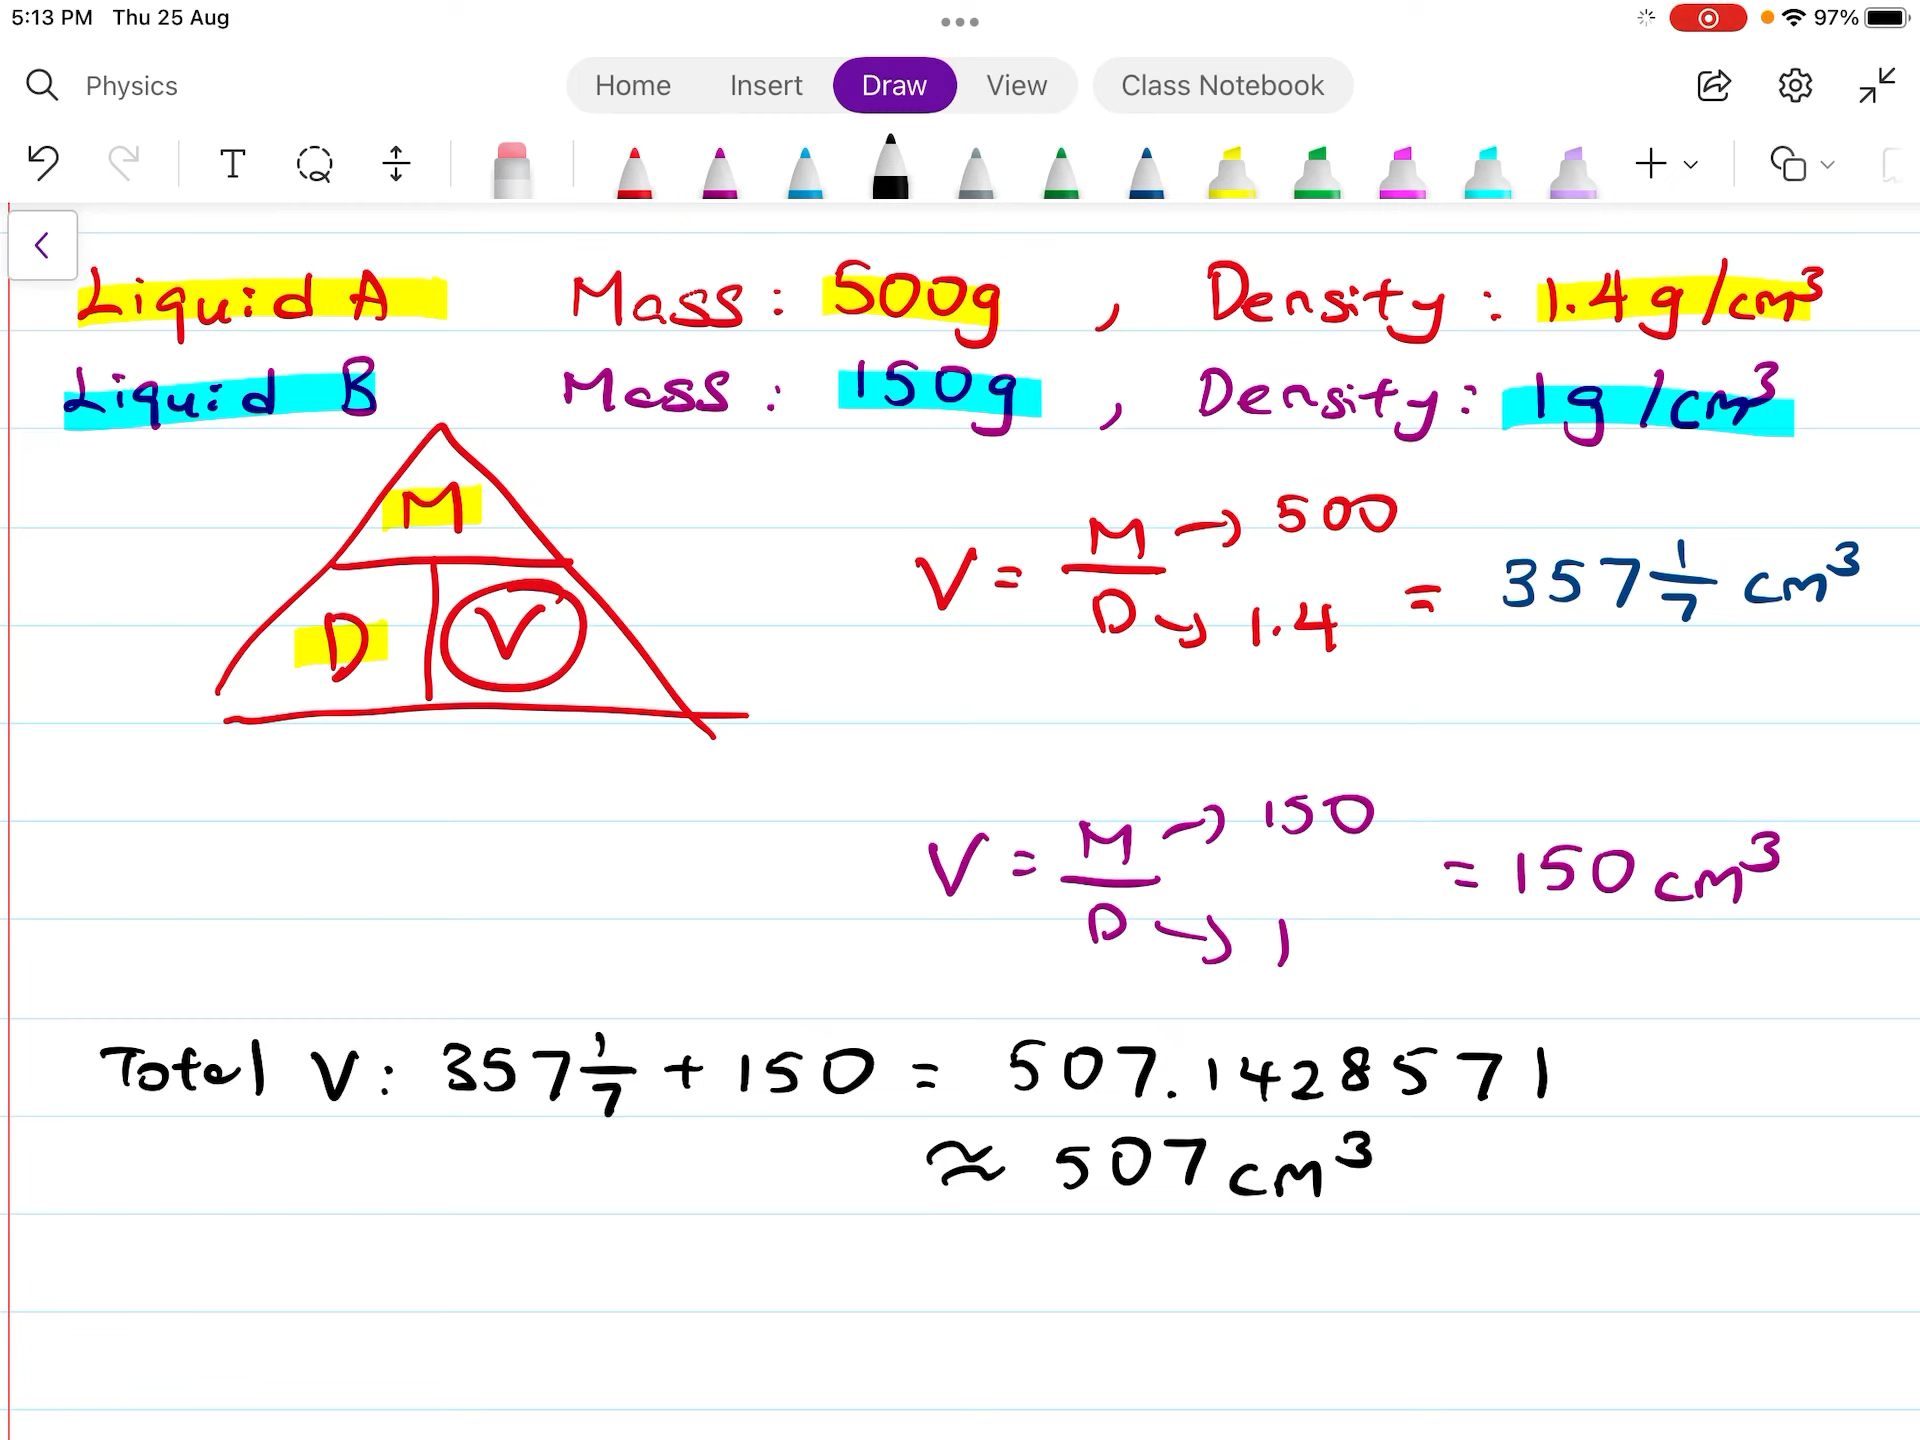 5:13 PM Thu 25 Aug
97%
Physics
Home Insert Draw View Class Notebook
T
Liquid A Mass : 500g , Density : 1.4 g/cm³
Liquid B Mass : 150g , Density : 1g/cm³
M
D V
V = M/D → 500 → 1.4 = 357 1/7 cm³
V = M/D → 150 → 1 = 150 cm³
Total V : 357 1/7 + 150 = 507.1428571
≈ 507 cm³